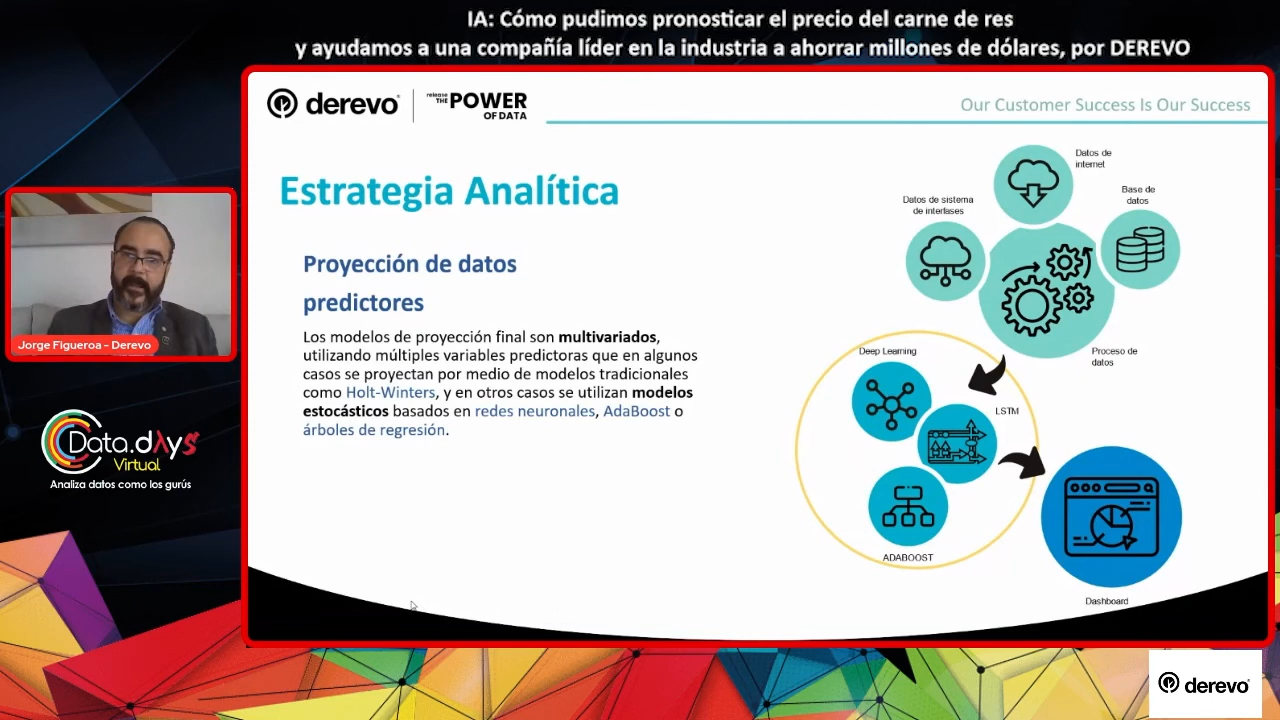 IA: Cómo pudimos pronosticar el precio del carne de res
y ayudamos a una compañía líder en la industria a ahorrar millones de dólares, por DEREVO
derevo
release
THE POWER
OF DATA
Our Customer Success Is Our Success
Estrategia Analítica
Proyección de datos
predictores
Los modelos de proyección final son multivariados,
utilizando múltiples variables predictoras que en algunos
casos se proyectan por medio de modelos tradicionales
como Holt-Winters, y en otros casos se utilizan modelos
estocásticos basados en redes neuronales, AdaBoost o
árboles de regresión.
Datos de
internet
Datos de sistema
de interfases
Base de
datos
Proceso de
datos
Deep Learning
LSTM
ADABOOST
Dashboard
Jorge Figueroa - Derevo
Data.dAys
Virtual
Analiza datos como los gurús
derevo